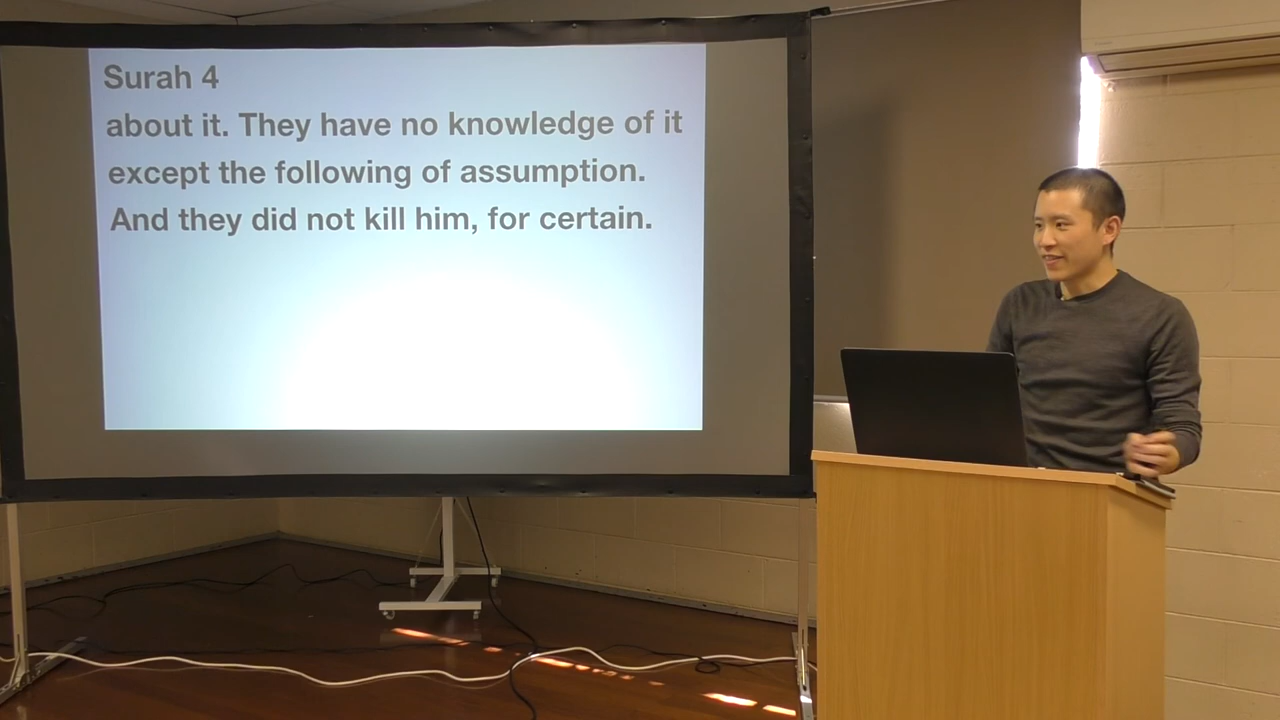 Surah 4
about it. They have no knowledge of it
except the following of assumption.
And they did not kill him, for certain.